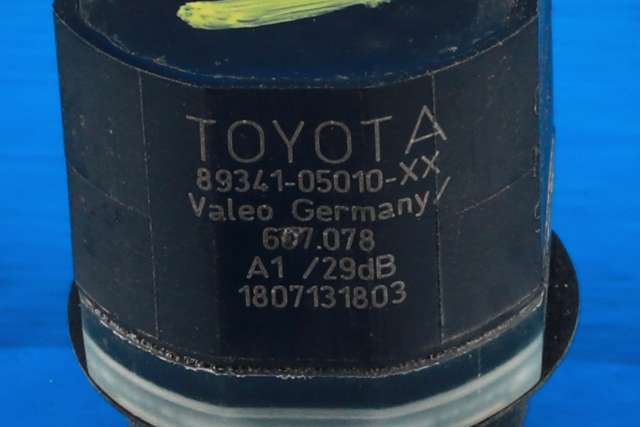 TOYOTA
89341-05010-XX
Valeo Germany/
667.078
A1 /29dB
1807131803